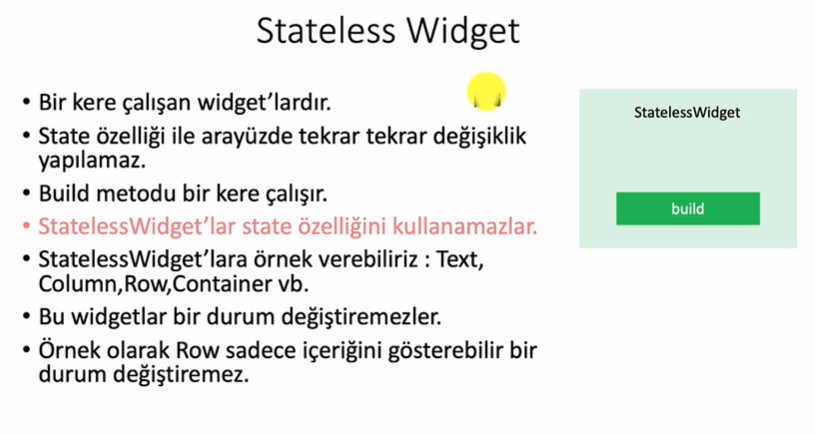 Stateless Widget
• Bir kere çalışan widget’lardır.
• State özelliği ile arayüzde tekrar tekrar değişiklik
yapılamaz.
• Build metodu bir kere çalışır.
• StatelessWidget’lar state özelliğini kullanamazlar.
• StatelessWidget’lara örnek verebiliriz : Text,
Column,Row,Container vb.
• Bu widgetlar bir durum değiştiremezler.
• Örnek olarak Row sadece içeriğini gösterebilir bir
durum değiştiremez.
StatelessWidget
build